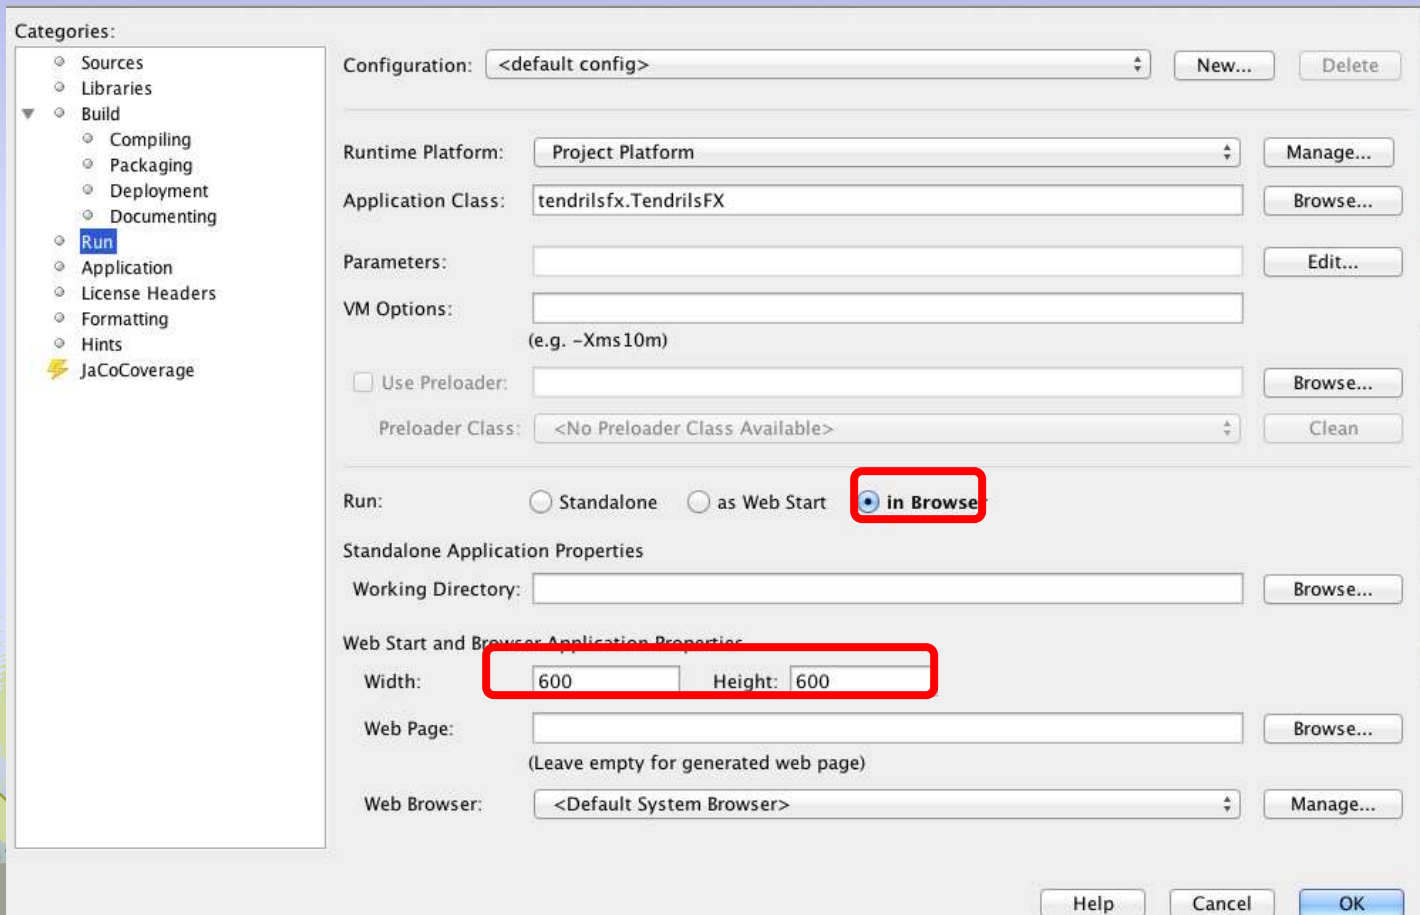 Categories:
Sources
Libraries
Build
Compiling
Packaging
Deployment
Documenting
Run
Application
License Headers
Formatting
Hints
JaCoCoverage
Configuration: <default config> New... Delete
Runtime Platform: Project Platform Manage...
Application Class: tendrilsfx.TendrilsFX Browse...
Parameters: Edit...
VM Options:
(e.g. -Xms10m)
Use Preloader: Browse...
Preloader Class: <No Preloader Class Available> Clean
Run: Standalone as Web Start in Browser
Standalone Application Properties
Working Directory: Browse...
Web Start and Browser Application Properties
Width: 600 Height: 600
Web Page: Browse...
(Leave empty for generated web page)
Web Browser: <Default System Browser> Manage...
Help Cancel OK